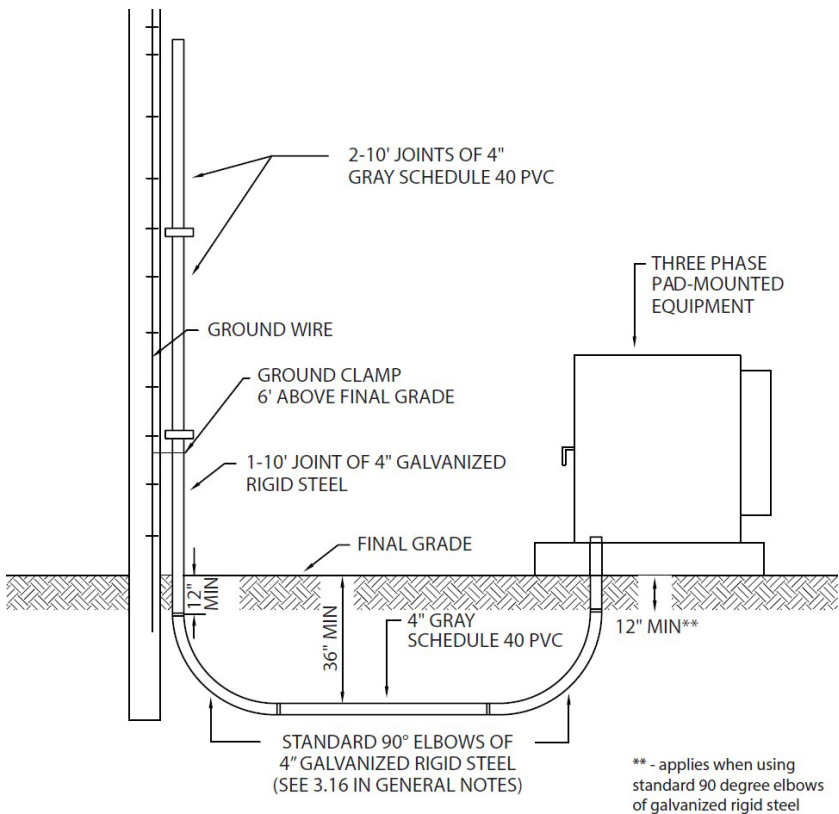 2-10' JOINTS OF 4"
GRAY SCHEDULE 40 PVC
THREE PHASE
PAD-MOUNTED
EQUIPMENT
GROUND WIRE
GROUND CLAMP
6' ABOVE FINAL GRADE
1-10' JOINT OF 4" GALVANIZED
RIGID STEEL
FINAL GRADE
12"
MIN
36" MIN
4" GRAY
SCHEDULE 40 PVC
12" MIN**
STANDARD 90° ELBOWS OF
4” GALVANIZED RIGID STEEL
(SEE 3.16 IN GENERAL NOTES)
** - applies when using
standard 90 degree elbows
of galvanized rigid steel